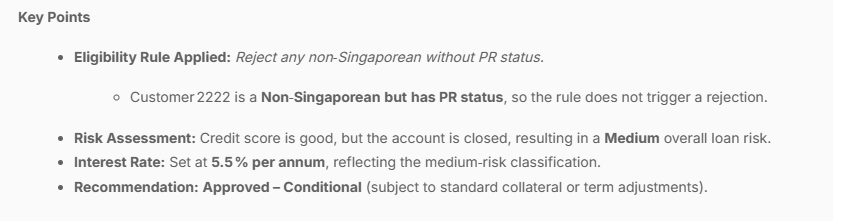 Key Points
• Eligibility Rule Applied: Reject any non-Singaporean without PR status.
◦ Customer 2222 is a Non-Singaporean but has PR status, so the rule does not trigger a rejection.
• Risk Assessment: Credit score is good, but the account is closed, resulting in a Medium overall loan risk.
• Interest Rate: Set at 5.5 % per annum, reflecting the medium-risk classification.
• Recommendation: Approved – Conditional (subject to standard collateral or term adjustments).